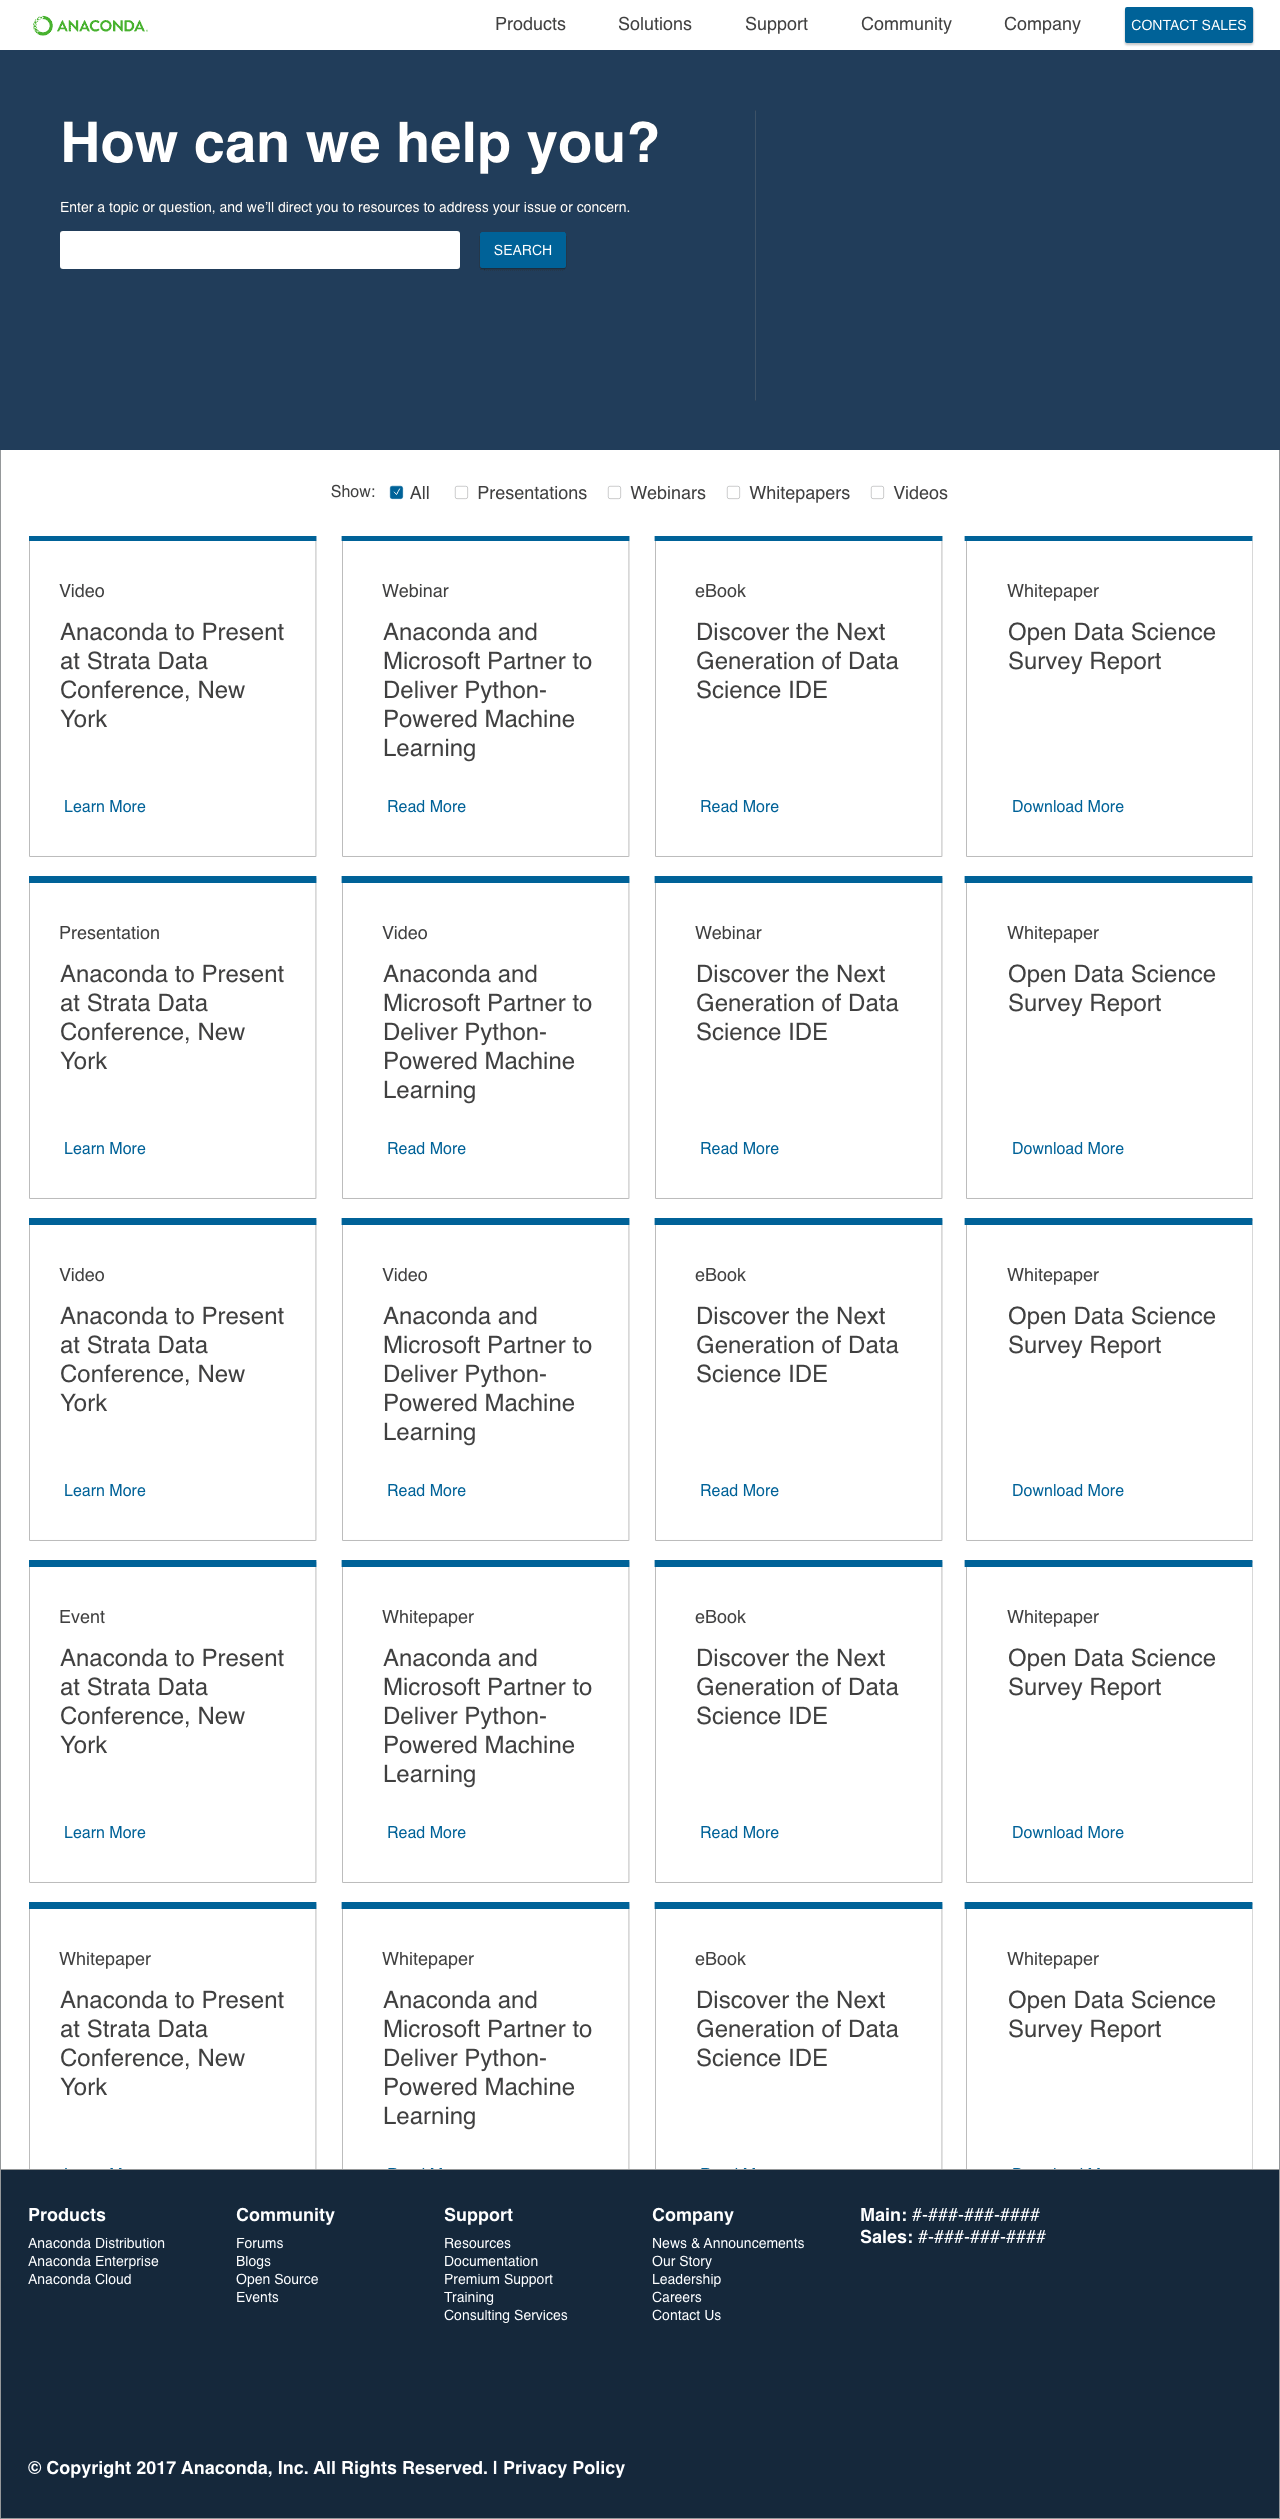 ANACONDA.
Products Solutions Support Community Company CONTACT SALES
How can we help you?
Enter a topic or question, and we’ll direct you to resources to address your issue or concern.
SEARCH
Show: All Presentations Webinars Whitepapers Videos
Video
Anaconda to Present
at Strata Data
Conference, New
York
Learn More
Webinar
Anaconda and
Microsoft Partner to
Deliver Python-
Powered Machine
Learning
Read More
eBook
Discover the Next
Generation of Data
Science IDE
Read More
Whitepaper
Open Data Science
Survey Report
Download More
Presentation
Anaconda to Present
at Strata Data
Conference, New
York
Learn More
Video
Anaconda and
Microsoft Partner to
Deliver Python-
Powered Machine
Learning
Read More
Webinar
Discover the Next
Generation of Data
Science IDE
Read More
Whitepaper
Open Data Science
Survey Report
Download More
Video
Anaconda to Present
at Strata Data
Conference, New
York
Learn More
Video
Anaconda and
Microsoft Partner to
Deliver Python-
Powered Machine
Learning
Read More
eBook
Discover the Next
Generation of Data
Science IDE
Read More
Whitepaper
Open Data Science
Survey Report
Download More
Event
Anaconda to Present
at Strata Data
Conference, New
York
Learn More
Whitepaper
Anaconda and
Microsoft Partner to
Deliver Python-
Powered Machine
Learning
Read More
eBook
Discover the Next
Generation of Data
Science IDE
Read More
Whitepaper
Open Data Science
Survey Report
Download More
Whitepaper
Anaconda to Present
at Strata Data
Conference, New
York
Whitepaper
Anaconda and
Microsoft Partner to
Deliver Python-
Powered Machine
Learning
eBook
Discover the Next
Generation of Data
Science IDE
Whitepaper
Open Data Science
Survey Report
Products
Anaconda Distribution
Anaconda Enterprise
Anaconda Cloud
Community
Forums
Blogs
Open Source
Events
Support
Resources
Documentation
Premium Support
Training
Consulting Services
Company
News & Announcements
Our Story
Leadership
Careers
Contact Us
Main: #-###-###-####
Sales: #-###-###-####
© Copyright 2017 Anaconda, Inc. All Rights Reserved. | Privacy Policy